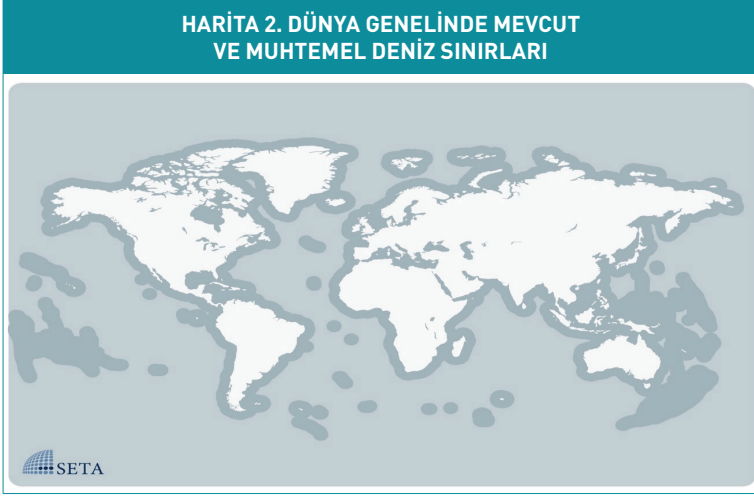 HARİTA 2. DÜNYA GENELİNDE MEVCUT
VE MUHTEMEL DENİZ SINIRLARI
SETA